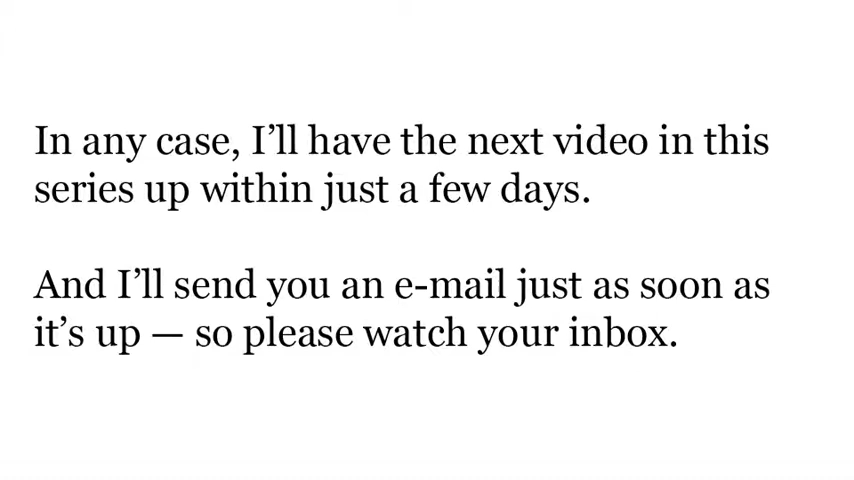 In any case, I’ll have the next video in this
series up within just a few days.
And I’ll send you an e-mail just as soon as
it’s up — so please watch your inbox.